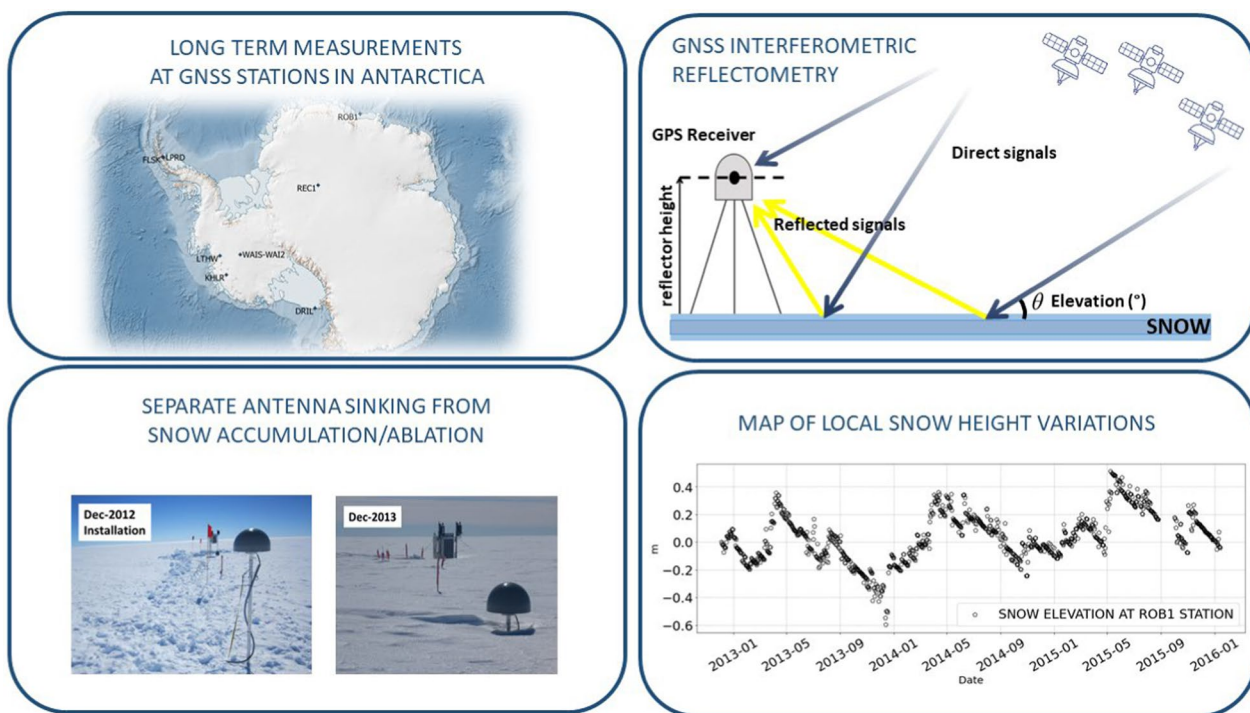 LONG TERM MEASUREMENTS
AT GNSS STATIONS IN ANTARCTICA
ROB1
FLSK LPRD
REC1
LTHW
WAIS-WAI2
KHLR
DRIL
GNSS INTERFEROMETRIC
REFLECTOMETRY
GPS Receiver
Direct signals
reflector height
Reflected signals
θ Elevation (°)
SNOW
SEPARATE ANTENNA SINKING FROM
SNOW ACCUMULATION/ABLATION
Dec-2012
Installation
Dec-2013
MAP OF LOCAL SNOW HEIGHT VARIATIONS
0.4
0.2
0.0
−0.2
−0.4
−0.6
m
SNOW ELEVATION AT ROB1 STATION
2013-01 2013-05 2013-09 2014-01 2014-05 2014-09 2015-01 2015-05 2015-09 2016-01
Date